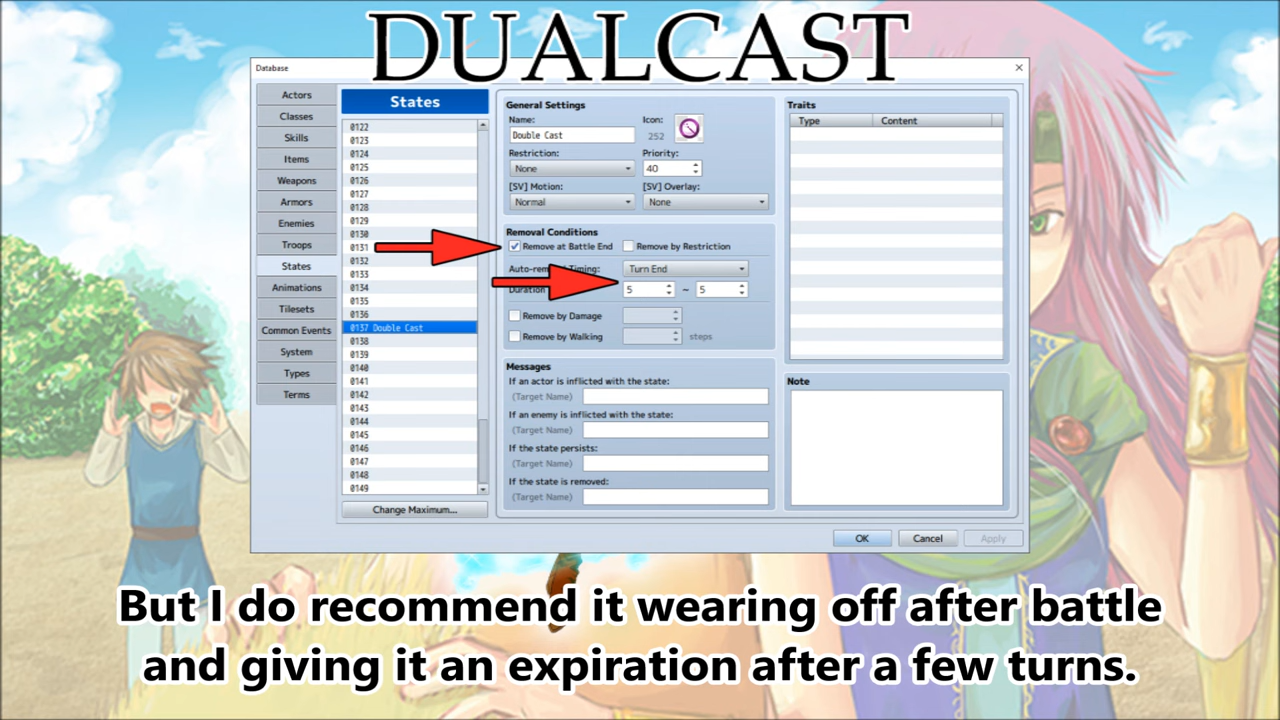 DUALCAST
Database
Actors
Classes
Skills
Items
Weapons
Armors
Enemies
Troops
States
Animations
Tilesets
Common Events
System
Types
Terms
States
0122
0123
0124
0125
0126
0127
0128
0129
0130
0131
0132
0133
0134
0135
0136
0137 Double Cast
0138
0139
0140
0141
0142
0143
0144
0145
0146
0147
0148
0149
Change Maximum...
General Settings
Name: Icon:
Double Cast 252
Restriction: Priority:
None 40
[SV] Motion: [SV] Overlay:
Normal None
Removal Conditions
Remove at Battle End Remove by Restriction
Timing: Turn End
Duration 5 ~ 5
Remove by Damage
Remove by Walking steps
Messages
If an actor is inflicted with the state:
(Target Name)
If an enemy is inflicted with the state:
(Target Name)
If the state persists:
(Target Name)
If the state is removed:
(Target Name)
Traits
Type Content
Note
OK Cancel Apply
But I do recommend it wearing off after battle
and giving it an expiration after a few turns.